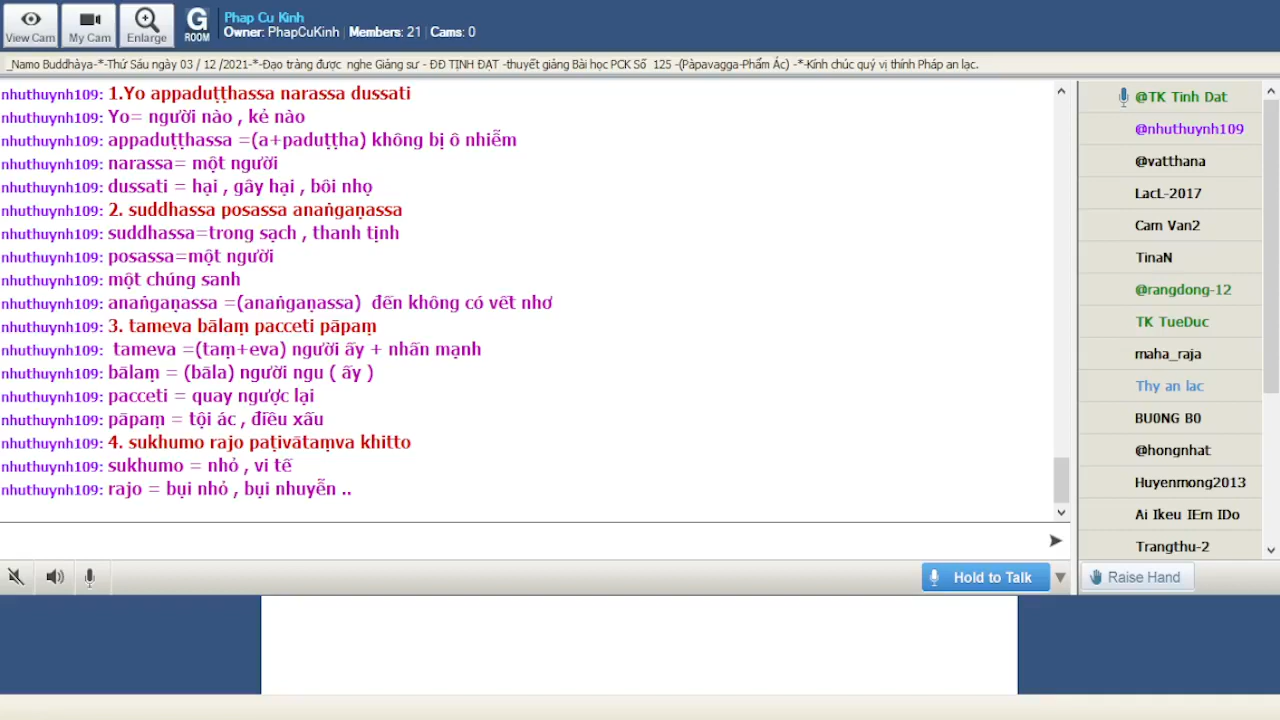 View Cam
My Cam
Enlarge
G
ROOM
Phap Cu Kinh
Owner: PhapCuKinh | Members: 21 | Cams: 0
_Namo Buddhàya-*-Thứ Sáu ngày 03 / 12 /2021-*-Đạo tràng được nghe Giảng sư - ĐĐ TỊNH ĐẠT -thuyết giảng Bài học PCK Số 125 -(Pàpavagga-Phẩm Ác) -*-Kính chúc quý vị thính Pháp an lạc.
nhuthuynh109: 1.Yo appaduṭṭhassa narassa dussati
nhuthuynh109: Yo= người nào , kẻ nào
nhuthuynh109: appaduṭṭhassa =(a+paduṭṭha) không bị ô nhiễm
nhuthuynh109: narassa= một người
nhuthuynh109: dussati = hại , gây hại , bôi nhọ
nhuthuynh109: 2. suddhassa posassa anaṅgaṇassa
nhuthuynh109: suddhassa=trong sạch , thanh tịnh
nhuthuynh109: posassa=một người
nhuthuynh109: một chúng sanh
nhuthuynh109: anaṅgaṇassa =(anaṅgaṇassa) đến không có vết nhơ
nhuthuynh109: 3. tameva bālaṃ pacceti pāpaṃ
nhuthuynh109: tameva =(taṃ+eva) người ấy + nhấn mạnh
nhuthuynh109: bālaṃ = (bāla) người ngu ( ấy )
nhuthuynh109: pacceti = quay ngược lại
nhuthuynh109: pāpaṃ = tội ác , điều xấu
nhuthuynh109: 4. sukhumo rajo paṭivātaṃva khitto
nhuthuynh109: sukhumo = nhỏ , vi tế
nhuthuynh109: rajo = bụi nhỏ , bụi nhuyễn ..
@TK Tinh Dat
@nhuthuynh109
@vatthana
LacL-2017
Cam Van2
TinaN
@rangdong-12
TK TueDuc
maha_raja
Thy an lac
BU0NG B0
@hongnhat
Huyenmong2013
Ai Ikeu IEm IDo
Trangthu-2
Hold to Talk
Raise Hand